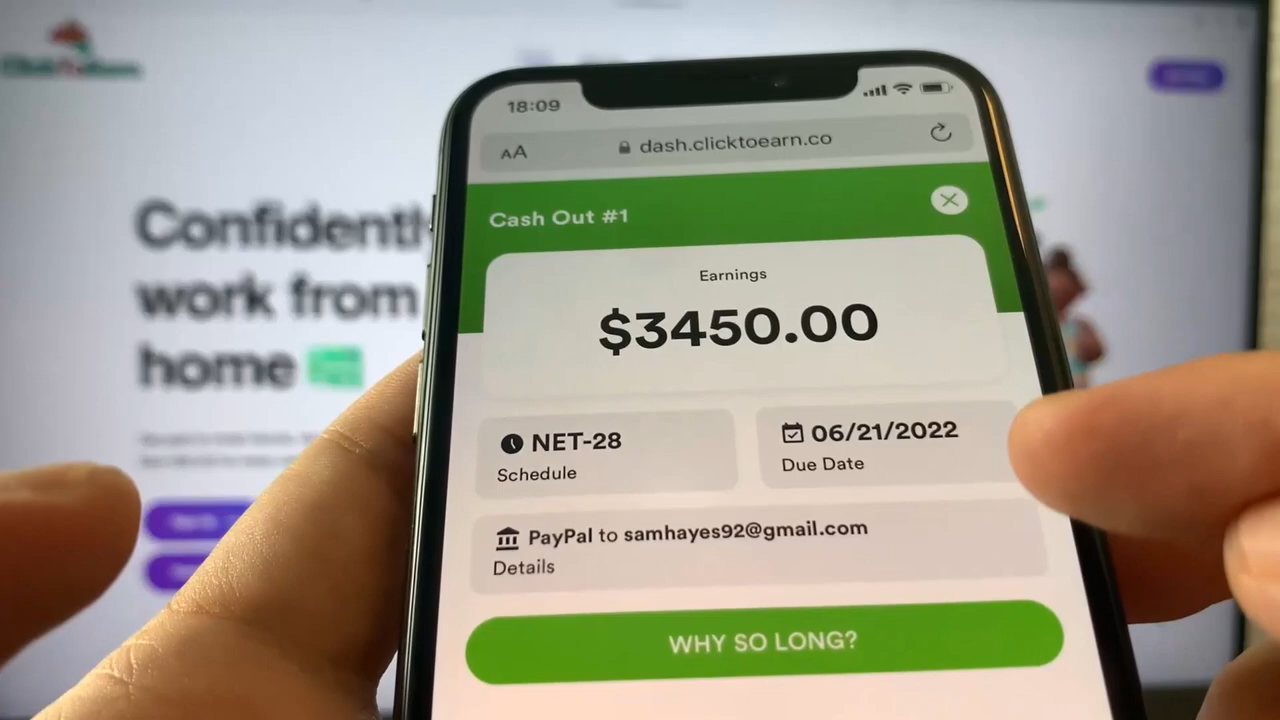 Confidently
work from
home
18:09
AA
dash.clicktoearn.co
Cash Out #1
Earnings
$3450.00
NET-28
Schedule
06/21/2022
Due Date
PayPal to samhayes92@gmail.com
Details
WHY SO LONG?